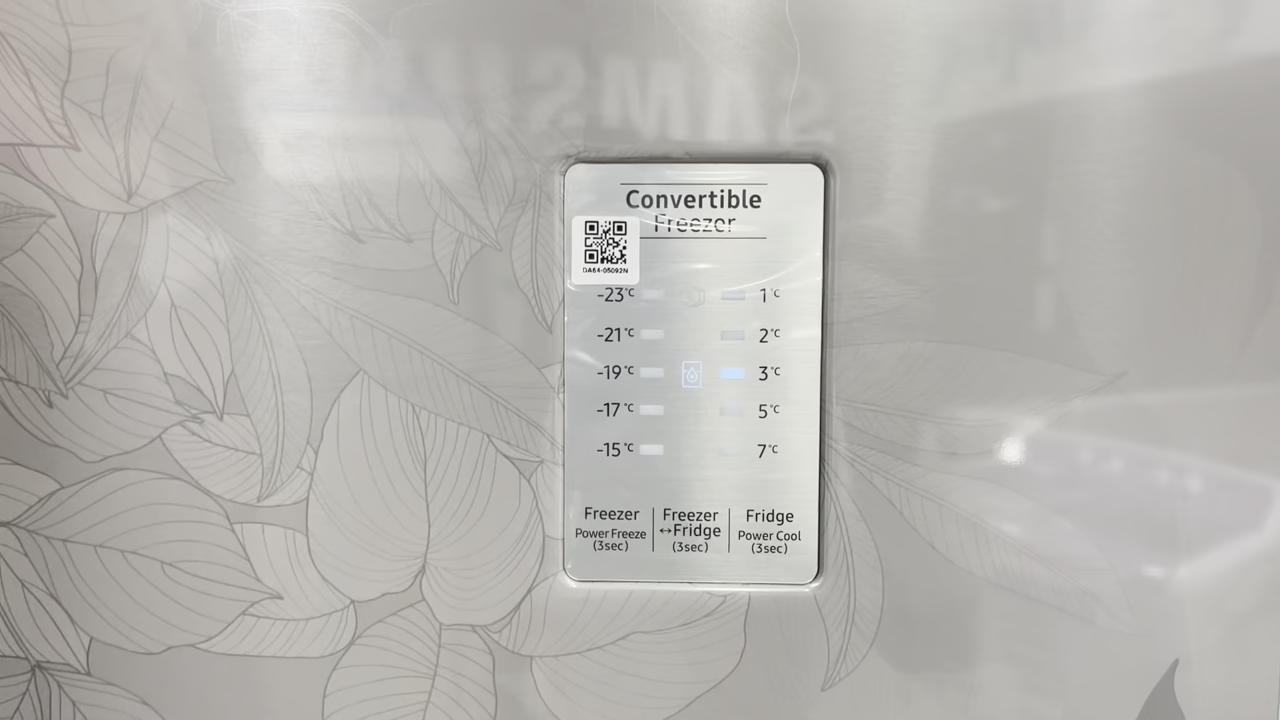 SAMSU
Convertible
Freezer
DA64-05092N
-23°C 1°C
-21°C 2°C
-19°C 3°C
-17°C 5°C
-15°C 7°C
Freezer
Power Freeze
(3sec)
Freezer
↔Fridge
(3sec)
Fridge
Power Cool
(3sec)